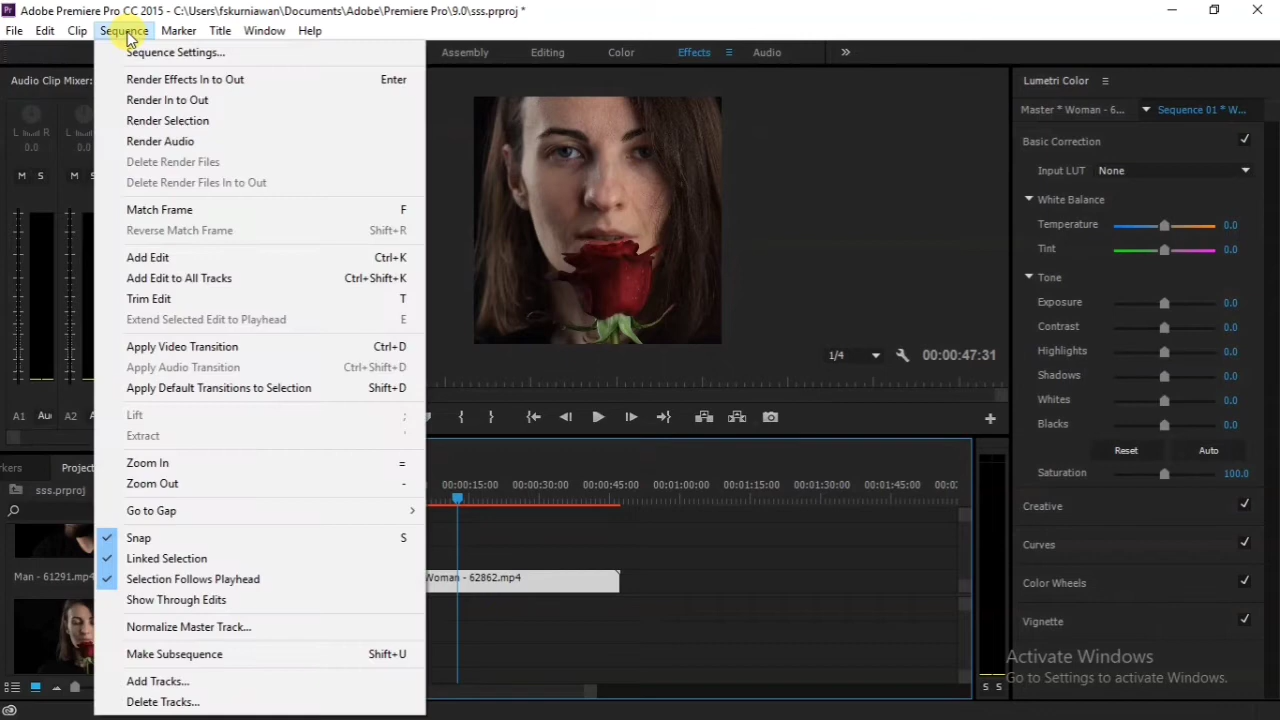 Adobe Premiere Pro CC 2015 - C:\Users\fskurniawan\Documents\Adobe\Premiere Pro\9.0\sss.prproj *
File Edit Clip Sequence Marker Title Window Help
Assembly Editing Color Effects Audio
Audio Clip Mixer:
L R L
0.0 0.0
M S M S
A1 A2
Project
sss.prproj
Man - 61291.mp4
Sequence Settings...
Render Effects In to Out Enter
Render In to Out
Render Selection
Render Audio
Delete Render Files
Delete Render Files In to Out
Match Frame F
Reverse Match Frame Shift+R
Add Edit Ctrl+K
Add Edit to All Tracks Ctrl+Shift+K
Trim Edit T
Extend Selected Edit to Playhead E
Apply Video Transition Ctrl+D
Apply Audio Transition Ctrl+Shift+D
Apply Default Transitions to Selection Shift+D
Lift ;
Extract '
Zoom In =
Zoom Out -
Go to Gap
Snap S
Linked Selection
Selection Follows Playhead
Show Through Edits
Normalize Master Track...
Make Subsequence Shift+U
Add Tracks...
Delete Tracks...
1/4 00:00:47:31
00:00:15:00 00:00:30:00 00:00:45:00 00:01:00:00 00:01:15:00 00:01:30:00 00:01:45:00 00:0
Woman - 62862.mp4
S S
Lumetri Color
Master * Woman - 6... Sequence 01 * W...
Basic Correction
Input LUT None
White Balance
Temperature 0.0
Tint 0.0
Tone
Exposure 0.0
Contrast 0.0
Highlights 0.0
Shadows 0.0
Whites 0.0
Blacks 0.0
Reset Auto
Saturation 100.0
Creative
Curves
Color Wheels
Vignette
Activate Windows
Go to Settings to activate Windows.